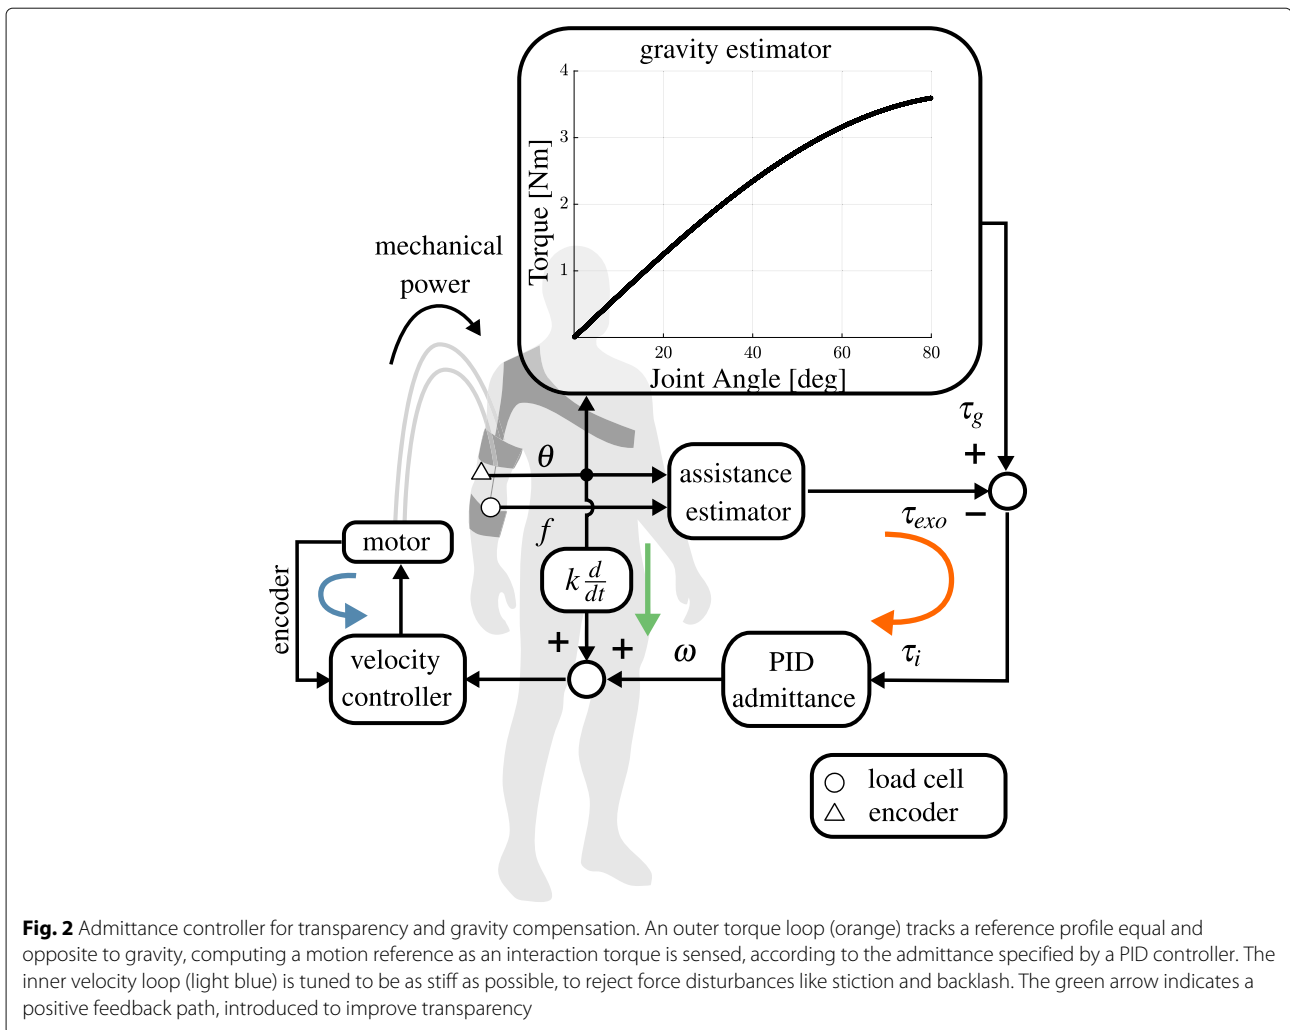 gravity estimator
4
3
2
1
Torque [Nm]
20 40 60 80
Joint Angle [deg]
mechanical
power
τg
+
θ
assistance
estimator
−
τexo
f
motor
encoder
k d/dt
+ +
ω
PID
admittance
τi
velocity
controller
load cell
encoder
Fig. 2 Admittance controller for transparency and gravity compensation. An outer torque loop (orange) tracks a reference profile equal and
opposite to gravity, computing a motion reference as an interaction torque is sensed, according to the admittance specified by a PID controller. The
inner velocity loop (light blue) is tuned to be as stiff as possible, to reject force disturbances like stiction and backlash. The green arrow indicates a
positive feedback path, introduced to improve transparency